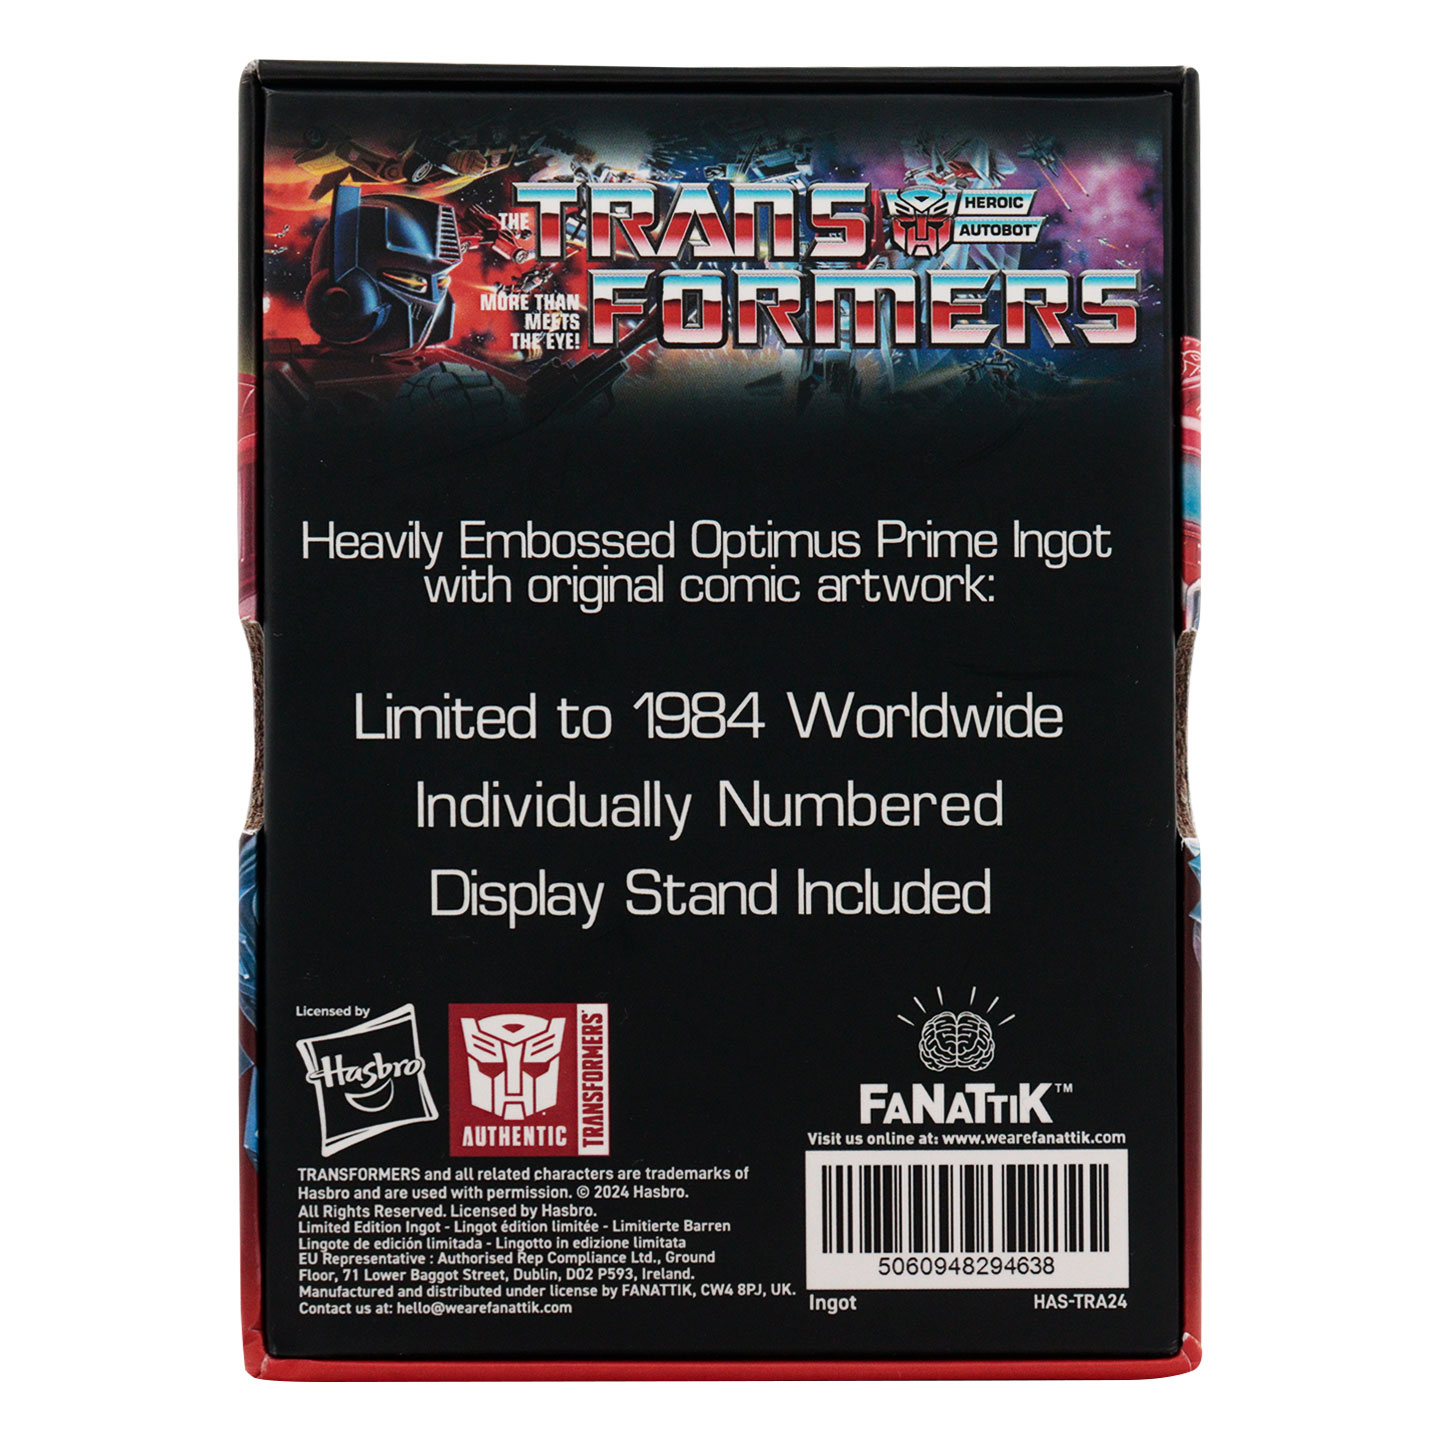 THE TRANS
HEROIC
AUTOBOT
MORE THAN
MEETS
THE EYE!
FORMERS
Heavily Embossed Optimus Prime Ingot
with original comic artwork:
Limited to 1984 Worldwide
Individually Numbered
Display Stand Included
Licensed by
Hasbro
AUTHENTIC
TRANSFORMERS
FANATTIK™
Visit us online at: www.wearefanattik.com
TRANSFORMERS and all related characters are trademarks of
Hasbro and are used with permission. © 2024 Hasbro.
All Rights Reserved. Licensed by Hasbro.
Limited Edition Ingot - Lingot édition limitée - Limitierte Barren
Lingote de edición limitada - Lingotto in edizione limitata
EU Representative : Authorised Rep Compliance Ltd., Ground
Floor, 71 Lower Baggot Street, Dublin, D02 P593, Ireland.
Manufactured and distributed under license by FANATTIK, CW4 8PJ, UK.
Contact us at: hello@wearefanattik.com
5060948294638
Ingot HAS-TRA24